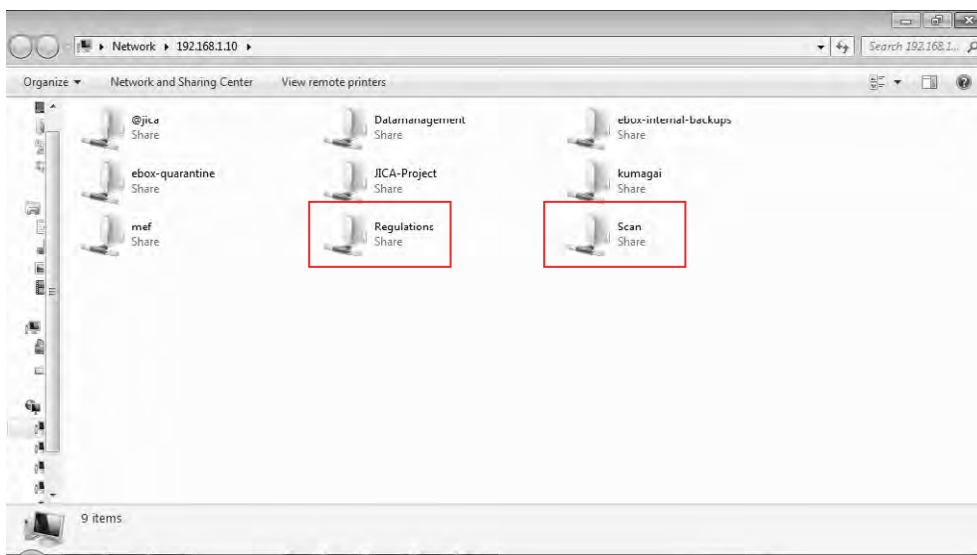 Network ▸ 192.168.1.10 ▸
Search 192.168.1...
Organize ▾ Network and Sharing Center View remote printers
@jica
Share
Datamanagement
Share
ebox-internal-backups
Share
ebox-quarantine
Share
JICA-Project
Share
kumagai
Share
mef
Share
Regulations
Share
Scan
Share
9 items